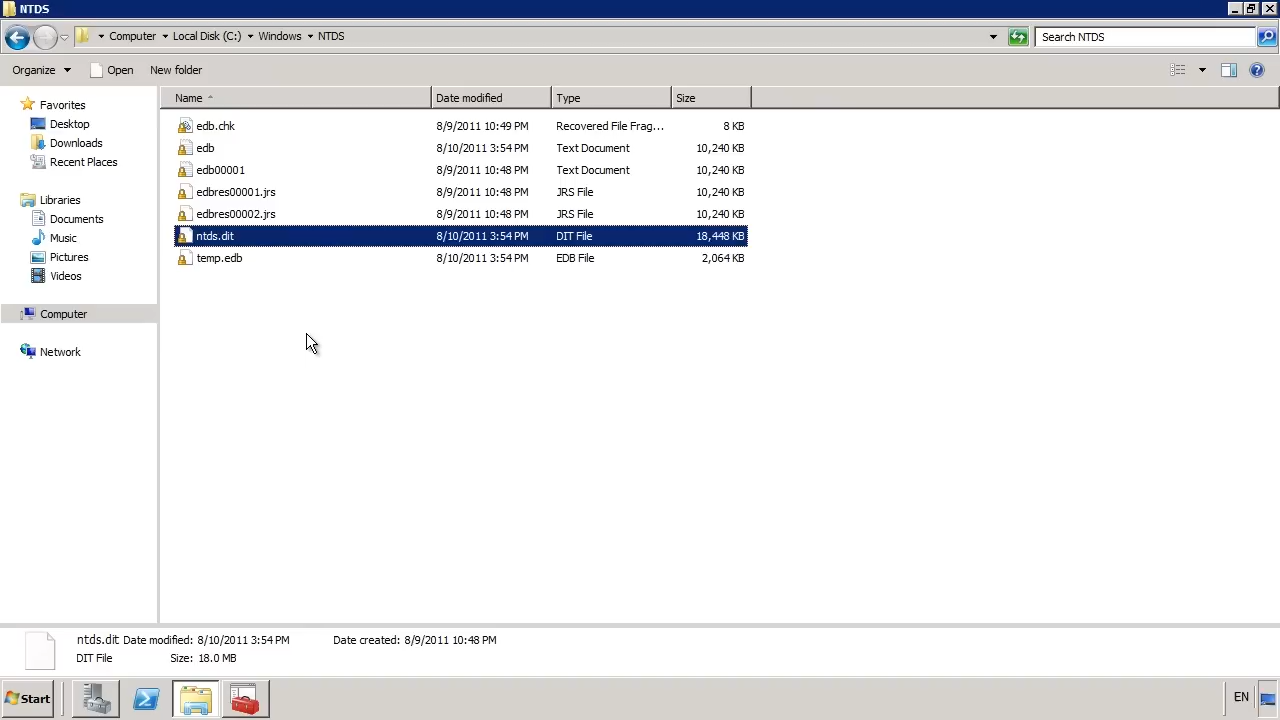 NTDS
Computer Local Disk (C:) Windows NTDS
Search NTDS
Organize Open New folder
Name Date modified Type Size
Favorites
Desktop
Downloads
Recent Places
Libraries
Documents
Music
Pictures
Videos
Computer
Network
edb.chk 8/9/2011 10:49 PM Recovered File Frag... 8 KB
edb 8/10/2011 3:54 PM Text Document 10,240 KB
edb00001 8/9/2011 10:48 PM Text Document 10,240 KB
edbres00001.jrs 8/9/2011 10:48 PM JRS File 10,240 KB
edbres00002.jrs 8/9/2011 10:48 PM JRS File 10,240 KB
ntds.dit 8/10/2011 3:54 PM DIT File 18,448 KB
temp.edb 8/10/2011 3:54 PM EDB File 2,064 KB
ntds.dit Date modified: 8/10/2011 3:54 PM Date created: 8/9/2011 10:48 PM
DIT File Size: 18.0 MB
Start
EN